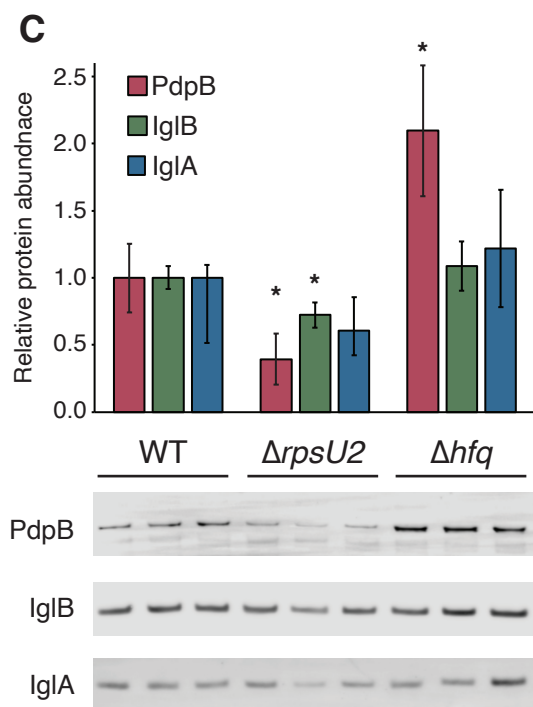 C
Relative protein abundnace
2.5
2.0
1.5
1.0
0.5
0.0
PdpB
IglB
IglA
*
*
*
WT ΔrpsU2 Δhfq
PdpB
IglB
IglA